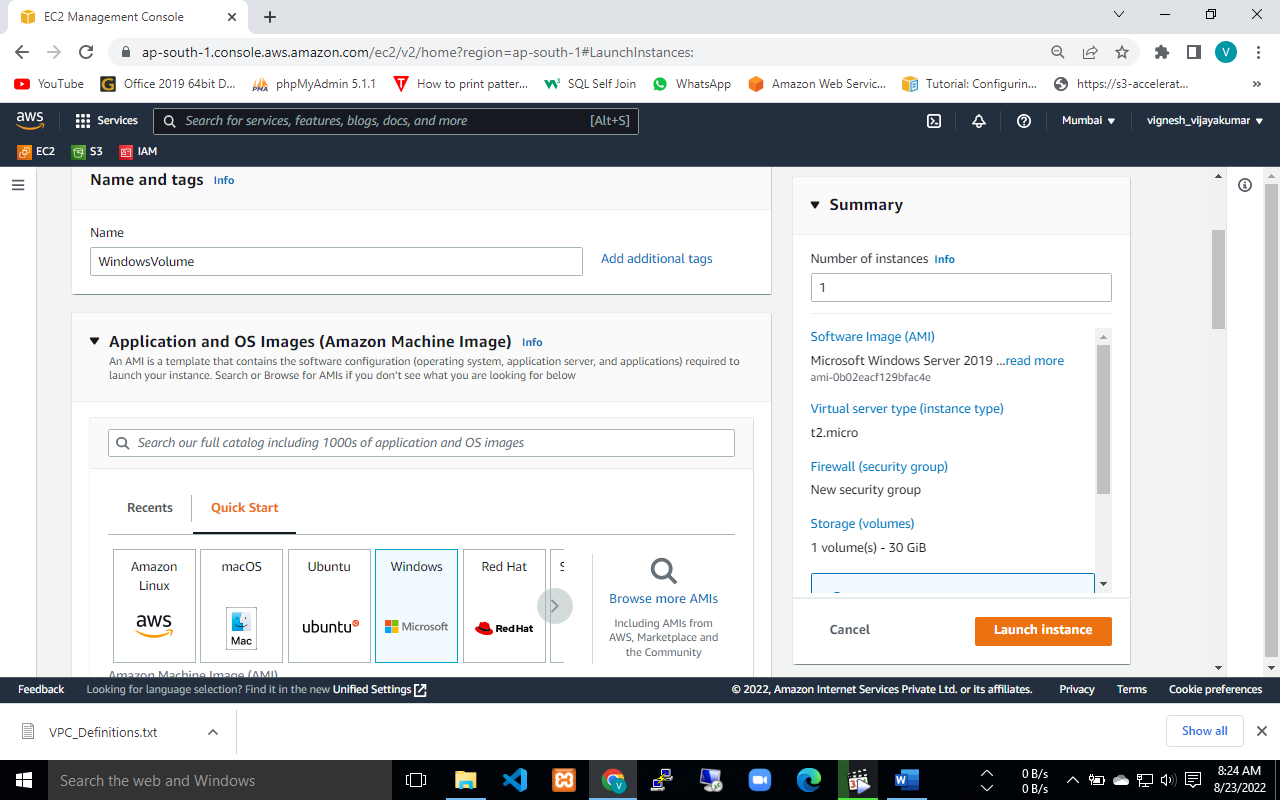 EC2 Management Console
ap-south-1.console.aws.amazon.com/ec2/v2/home?region=ap-south-1#LaunchInstances:
V
YouTube
Office 2019 64bit D...
phpMyAdmin 5.1.1
How to print patter...
SQL Self Join
WhatsApp
Amazon Web Servic...
Tutorial: Configurin...
https://s3-accelerat...
»
aws
Services
Search for services, features, blogs, docs, and more
[Alt+S]
Mumbai
vignesh_vijayakumar
EC2
S3
IAM
Name and tags Info
Name
WindowsVolume
Add additional tags
Application and OS Images (Amazon Machine Image) Info
An AMI is a template that contains the software configuration (operating system, application server, and applications) required to
launch your instance. Search or Browse for AMIs if you don't see what you are looking for below
Search our full catalog including 1000s of application and OS images
Recents
Quick Start
Amazon
Linux
aws
macOS
Mac
Ubuntu
ubuntu
Windows
Microsoft
Red Hat
RedHat
S
Browse more AMIs
Including AMIs from
AWS, Marketplace and
the Community
Amazon Machine Image (AMI)
Summary
Number of instances Info
1
Software Image (AMI)
Microsoft Windows Server 2019 ...read more
ami-0b02eacf129bfac4e
Virtual server type (instance type)
t2.micro
Firewall (security group)
New security group
Storage (volumes)
1 volume(s) - 30 GiB
Cancel
Launch instance
Feedback
Looking for language selection? Find it in the new Unified Settings
© 2022, Amazon Internet Services Private Ltd. or its affiliates.
Privacy
Terms
Cookie preferences
VPC_Definitions.txt
Show all
Search the web and Windows
0 B/s
0 B/s
8:24 AM
8/23/2022